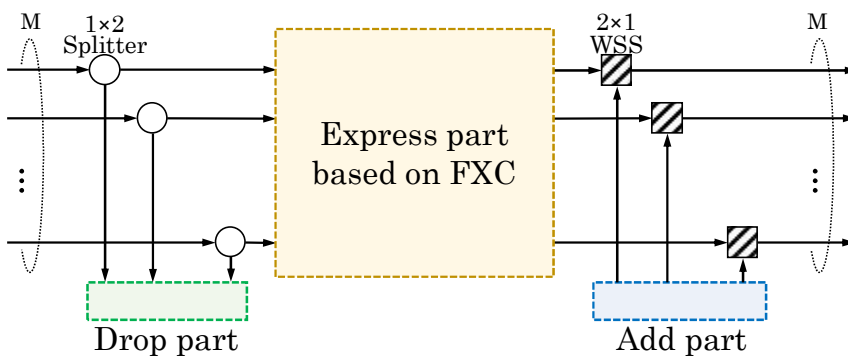 M
1×2
Splitter
2×1
WSS
M
Express part
based on FXC
...
...
Drop part
Add part